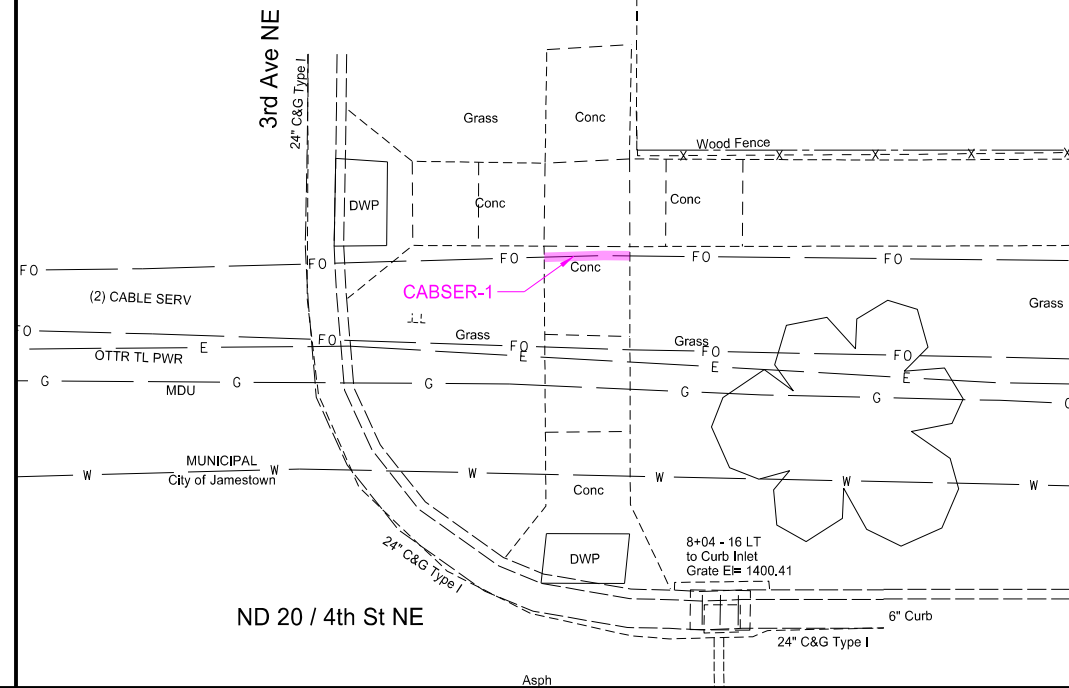 3rd Ave NE
24" C&G Type I
Grass
Conc
Wood Fence
X X X X X
DWP
Conc
Conc
FO FO FO FO FO
Conc
(2) CABLE SERV
CABSER-1
Grass
FO FO Grass Grass FO FO FO
OTTR TL PWR
E E E E
G G G G G G
MDU
MUNICIPAL
City of Jamestown
W W W W W W
Conc
24" C&G Type I
DWP
8+04 - 16 LT
to Curb Inlet
Grate El= 1400.41
ND 20 / 4th St NE
6" Curb
24" C&G Type I
Asph